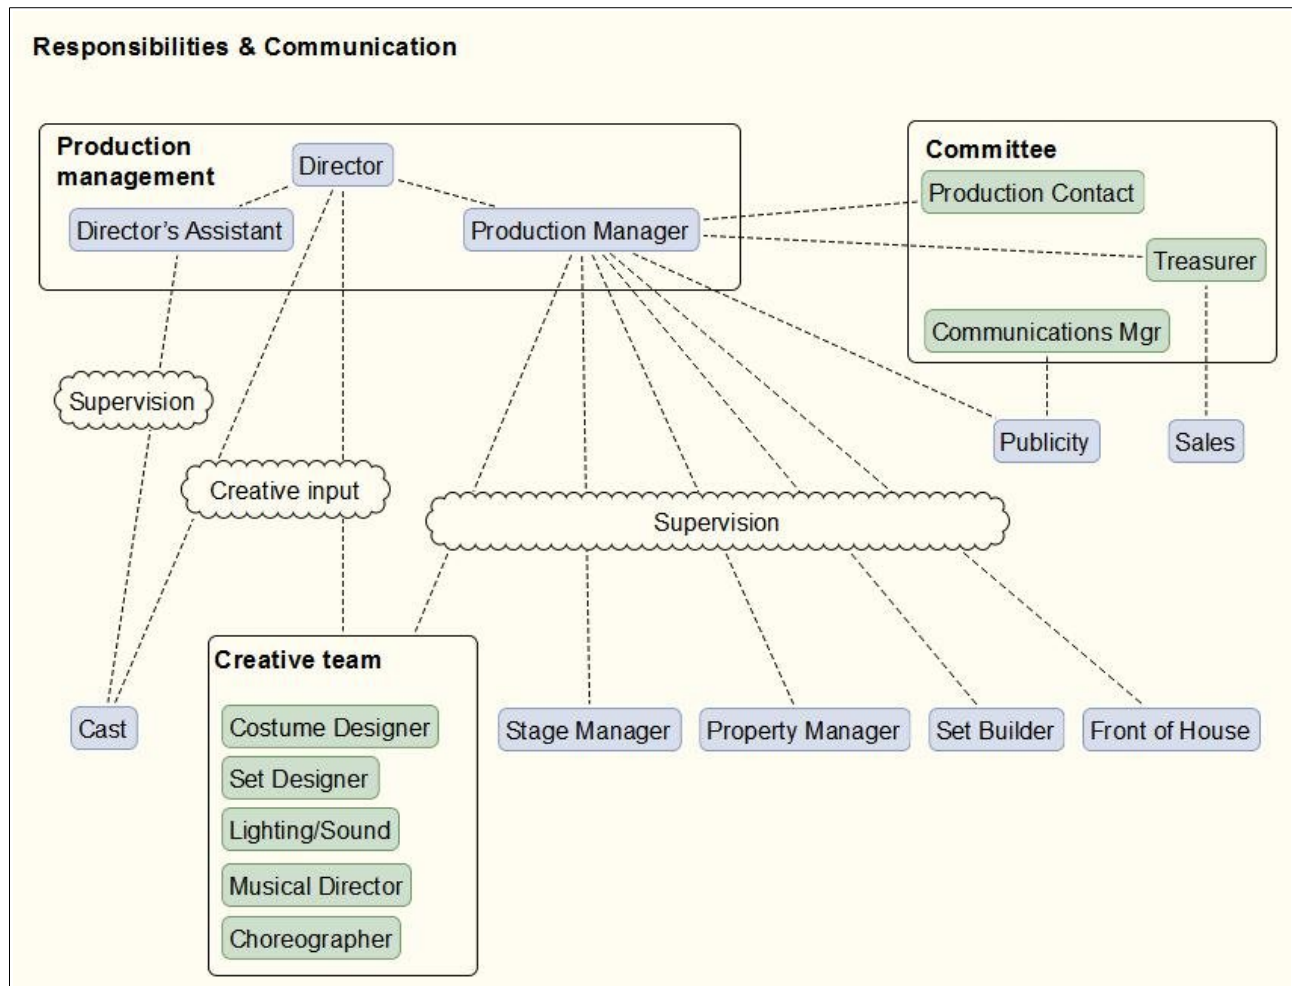 Responsibilities & Communication
Production
management
Director
Director's Assistant
Production Manager
Committee
Production Contact
Treasurer
Communications Mgr
Supervision
Publicity
Sales
Creative input
Supervision
Creative team
Costume Designer
Set Designer
Lighting/Sound
Musical Director
Choreographer
Cast
Stage Manager
Property Manager
Set Builder
Front of House